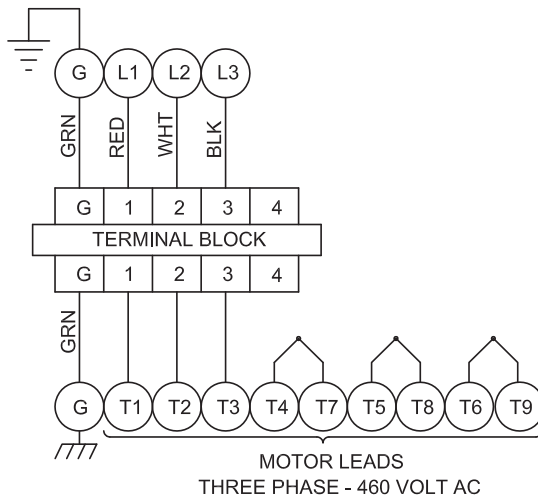 G L1 L2 L3
GRN RED WHT BLK
G 1 2 3 4
TERMINAL BLOCK
G 1 2 3 4
GRN
G T1 T2 T3 T4 T7 T5 T8 T6 T9
MOTOR LEADS
THREE PHASE - 460 VOLT AC